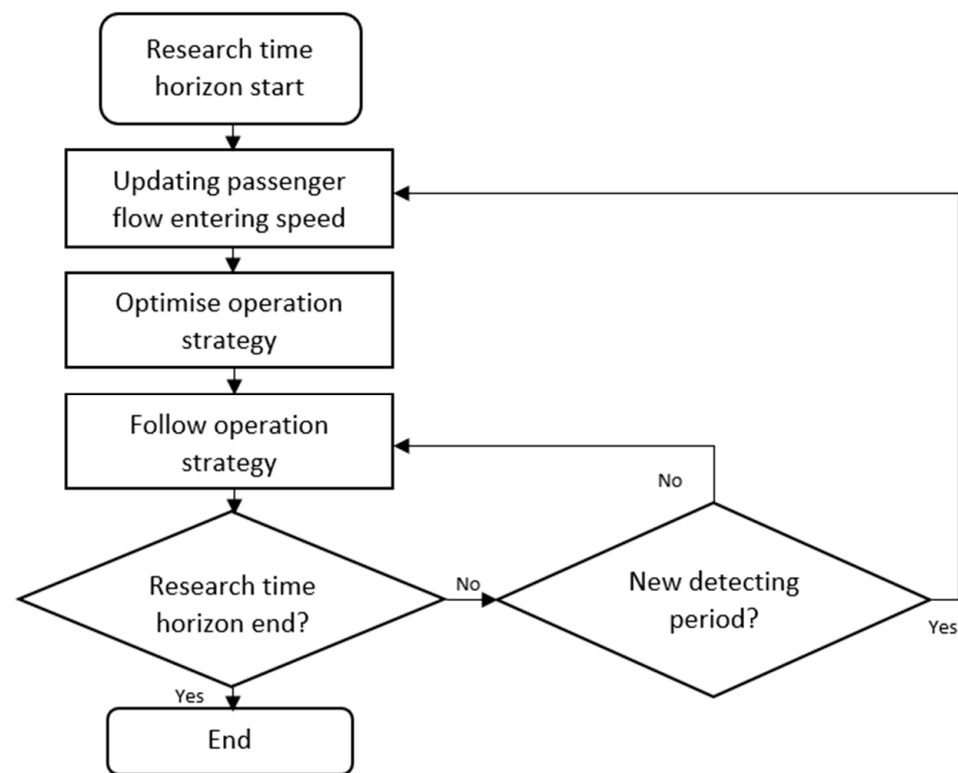 Research time
horizon start
Updating passenger
flow entering speed
Optimise operation
strategy
Follow operation
strategy
No
Research time
horizon end?
No
New detecting
period?
Yes
Yes
End